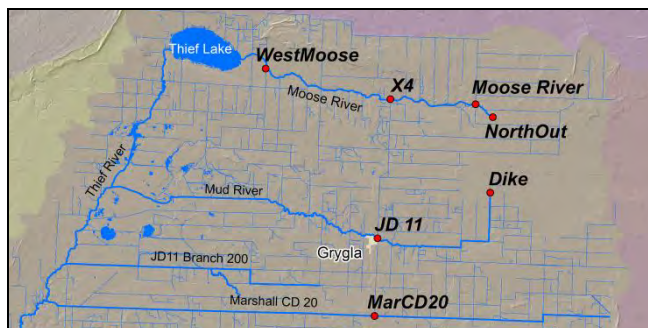 Thief Lake
WestMoose
X4
Moose River
Moose River
NorthOut
Thief River
Dike
Mud River
JD 11
Grygla
JD11 Branch 200
Marshall CD 20
MarCD20